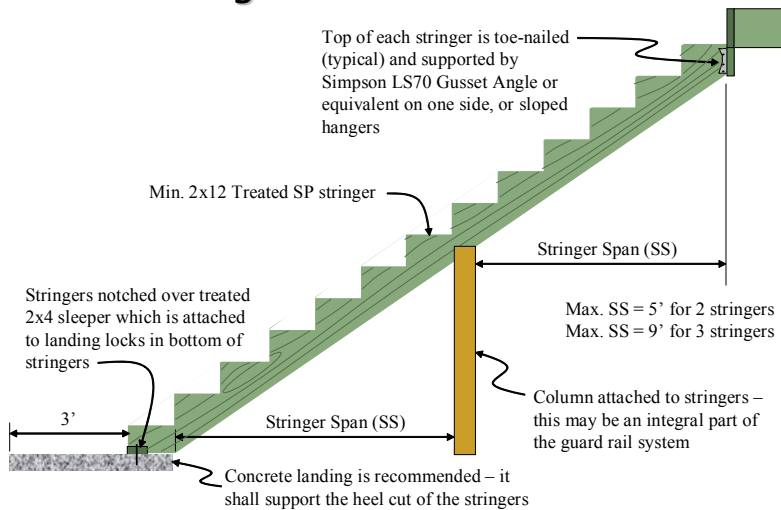 Top of each stringer is toe-nailed
(typical) and supported by
Simpson LS70 Gusset Angle or
equivalent on one side, or sloped
hangers
Min. 2x12 Treated SP stringer
Stringer Span (SS)
Stringers notched over treated
2x4 sleeper which is attached
to landing locks in bottom of
stringers
Max. SS = 5’ for 2 stringers
Max. SS = 9’ for 3 stringers
Column attached to stringers –
this may be an integral part of
the guard rail system
3’
Stringer Span (SS)
Concrete landing is recommended – it
shall support the heel cut of the stringers